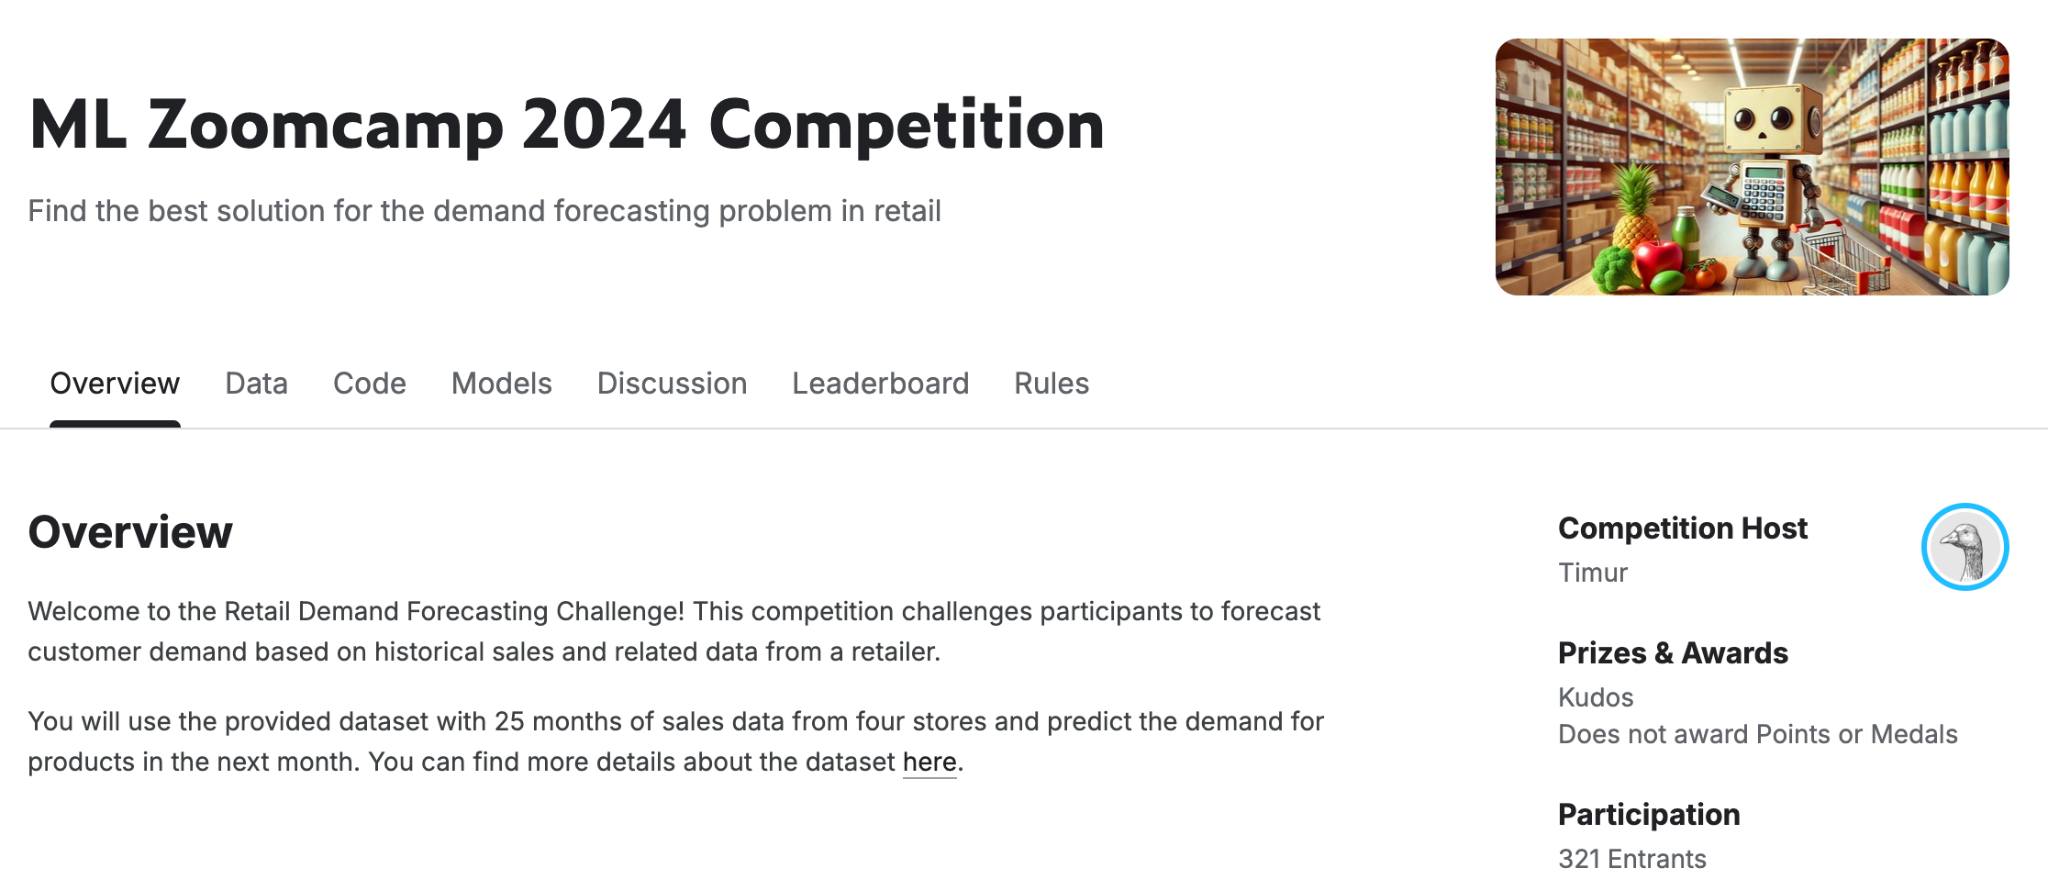 ML Zoomcamp 2024 Competition
Find the best solution for the demand forecasting problem in retail
Overview Data Code Models Discussion Leaderboard Rules
Overview
Welcome to the Retail Demand Forecasting Challenge! This competition challenges participants to forecast
customer demand based on historical sales and related data from a retailer.
You will use the provided dataset with 25 months of sales data from four stores and predict the demand for
products in the next month. You can find more details about the dataset here.
Competition Host
Timur
Prizes & Awards
Kudos
Does not award Points or Medals
Participation
321 Entrants